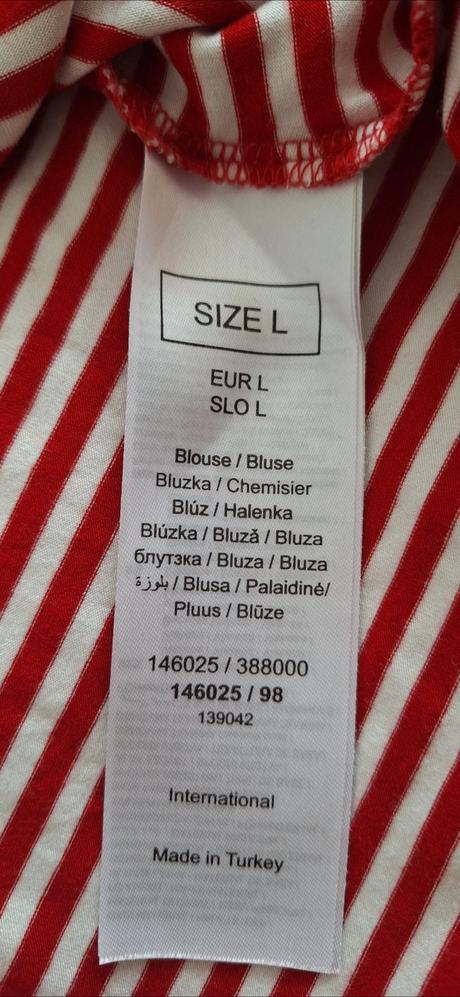 SIZE L
EUR L
SLO L
Blouse / Bluse
Bluzka / Chemisier
Blúz / Halenka
Blúzka / Bluză / Bluza
блутзка / Bluza / Bluza
بلوزة / Blusa / Palaidinė/
Pluus / Blūze
146025 / 388000
146025 / 98
139042
International
Made in Turkey